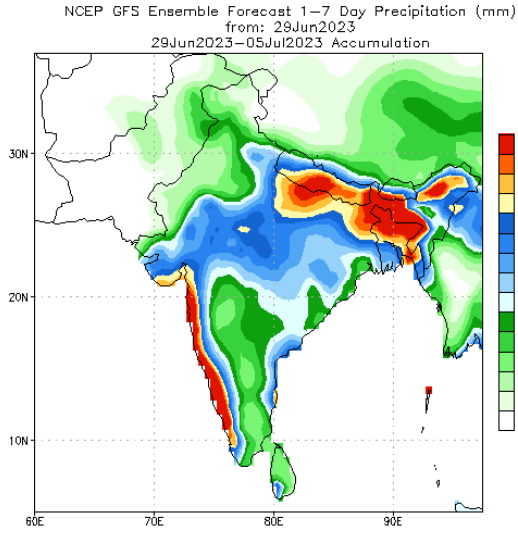 NCEP GFS Ensemble Forecast 1-7 Day Precipitation (mm)
from: 29Jun2023
29Jun2023-05Jul2023 Accumulation
30N
20N
10N
60E
70E
80E
90E